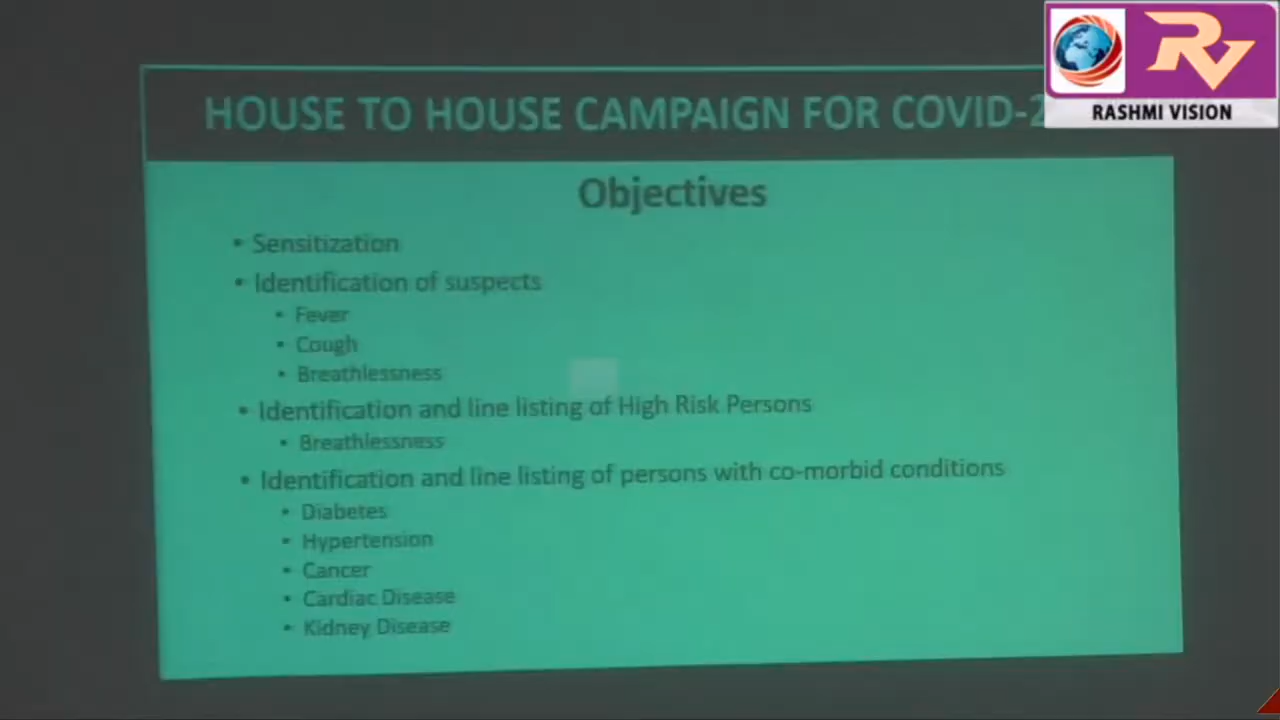 HOUSE TO HOUSE CAMPAIGN FOR COVID-2
RASHMI VISION
Objectives
• Sensitization
• Identification of suspects
• Fever
• Cough
• Breathlessness
• Identification and line listing of High Risk Persons
• Breathlessness
• Identification and line listing of persons with co-morbid conditions
• Diabetes
• Hypertension
• Cancer
• Cardiac Disease
• Kidney Disease